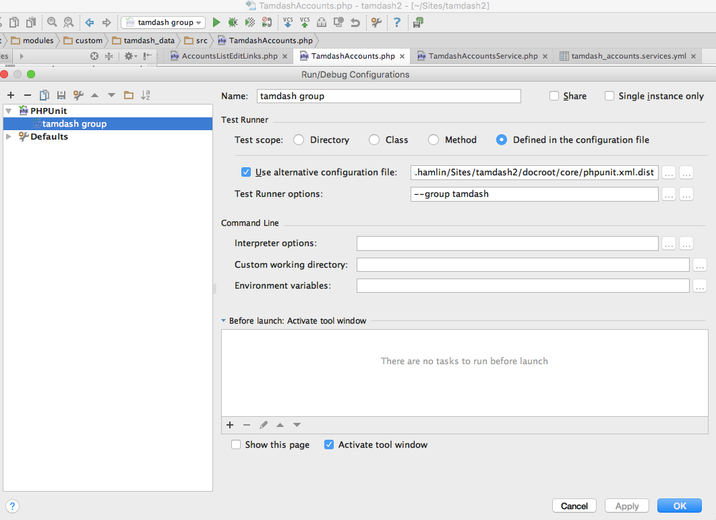 TamdashAccounts.php - tamdash2 - [~/Sites/tamdash2]
tamdash group
modules custom tamdash_data src TamdashAccounts.php
AccountsListEditLinks.php TamdashAccounts.php TamdashAccountsService.php tamdash_accounts.services.yml
Run/Debug Configurations
PHPUnit
tamdash group
Defaults
Name: tamdash group Share Single instance only
Test Runner
Test scope: Directory Class Method Defined in the configuration file
Use alternative configuration file: .hamlin/Sites/tamdash2/docroot/core/phpunit.xml.dist ... ...
Test Runner options: --group tamdash
Command Line
Interpreter options: ... ...
Custom working directory: ...
Environment variables: ...
Before launch: Activate tool window
There are no tasks to run before launch
Show this page Activate tool window
? Cancel Apply OK